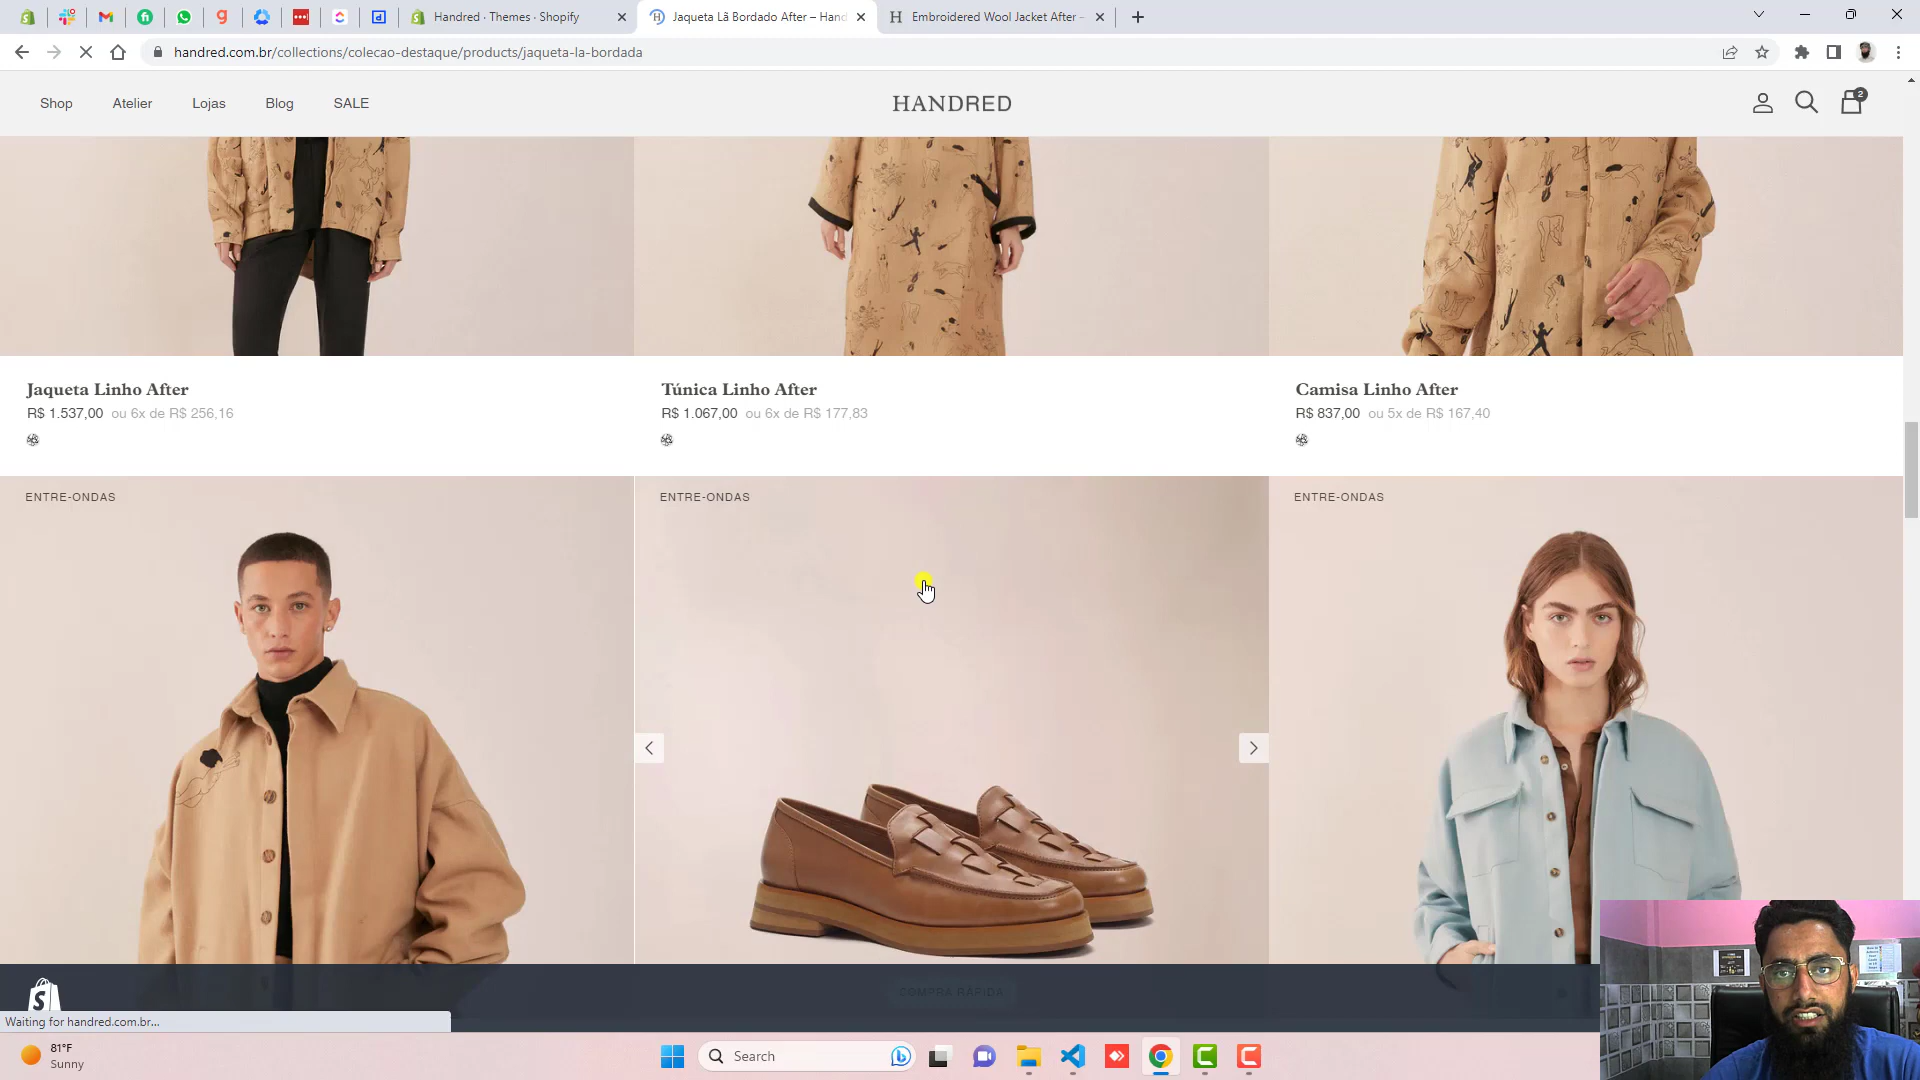 Handred · Themes · Shopify
Jaqueta Lã Bordado After – Hand
Embroidered Wool Jacket After –
handred.com.br/collections/colecao-destaque/products/jaqueta-la-bordada
Shop
Atelier
Lojas
Blog
SALE
HANDRED
2
Jaqueta Linho After
R$ 1.537,00 ou 6x de R$ 256,16
Túnica Linho After
R$ 1.067,00 ou 6x de R$ 177,83
Camisa Linho After
R$ 837,00 ou 5x de R$ 167,40
ENTRE-ONDAS
ENTRE-ONDAS
ENTRE-ONDAS
COMPRA RÁPIDA
Waiting for handred.com.br...
81°F
Sunny
Search